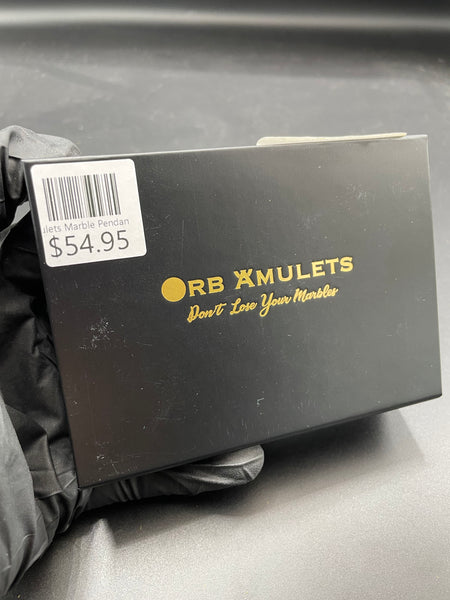 ulets Marble Pendan
$54.95
ORB AMULETS
Don't Lose Your Marbles